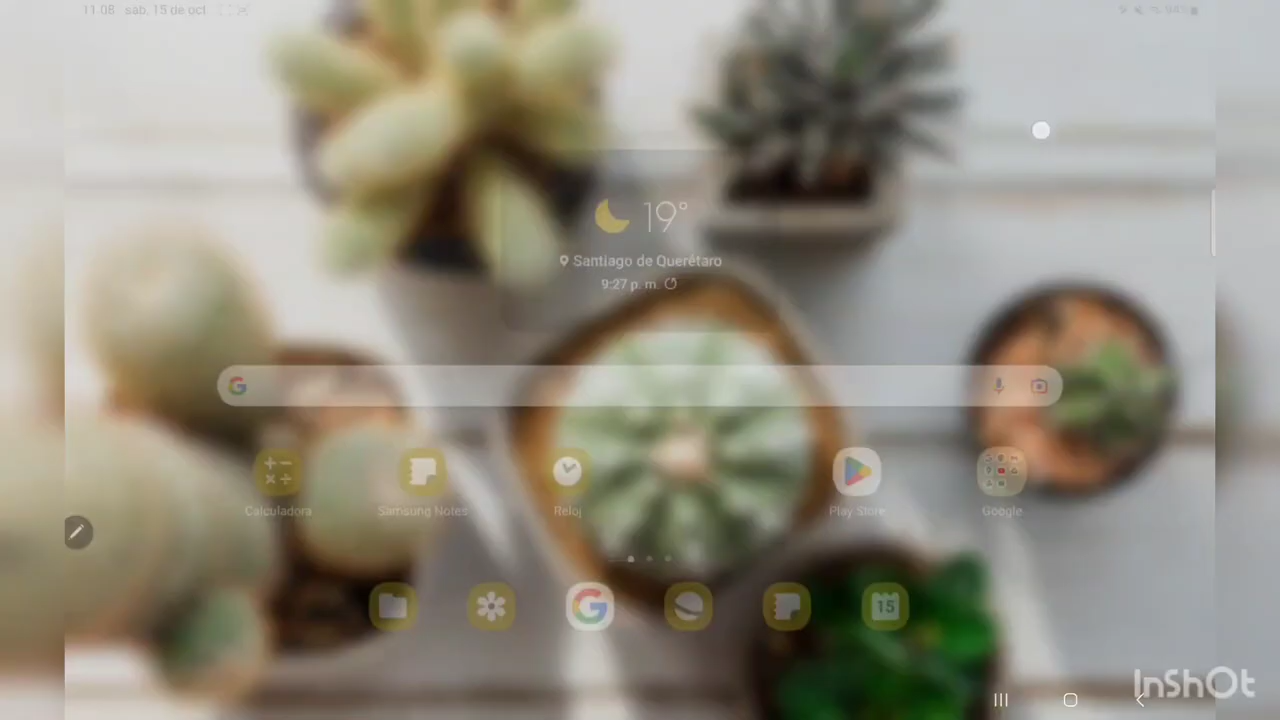 11:08 sáb. 15 de oct
94%
19°
Santiago de Querétaro
9:27 p. m.
Calculadora
Samsung Notes
Reloj
Play Store
Google
15
InShOt